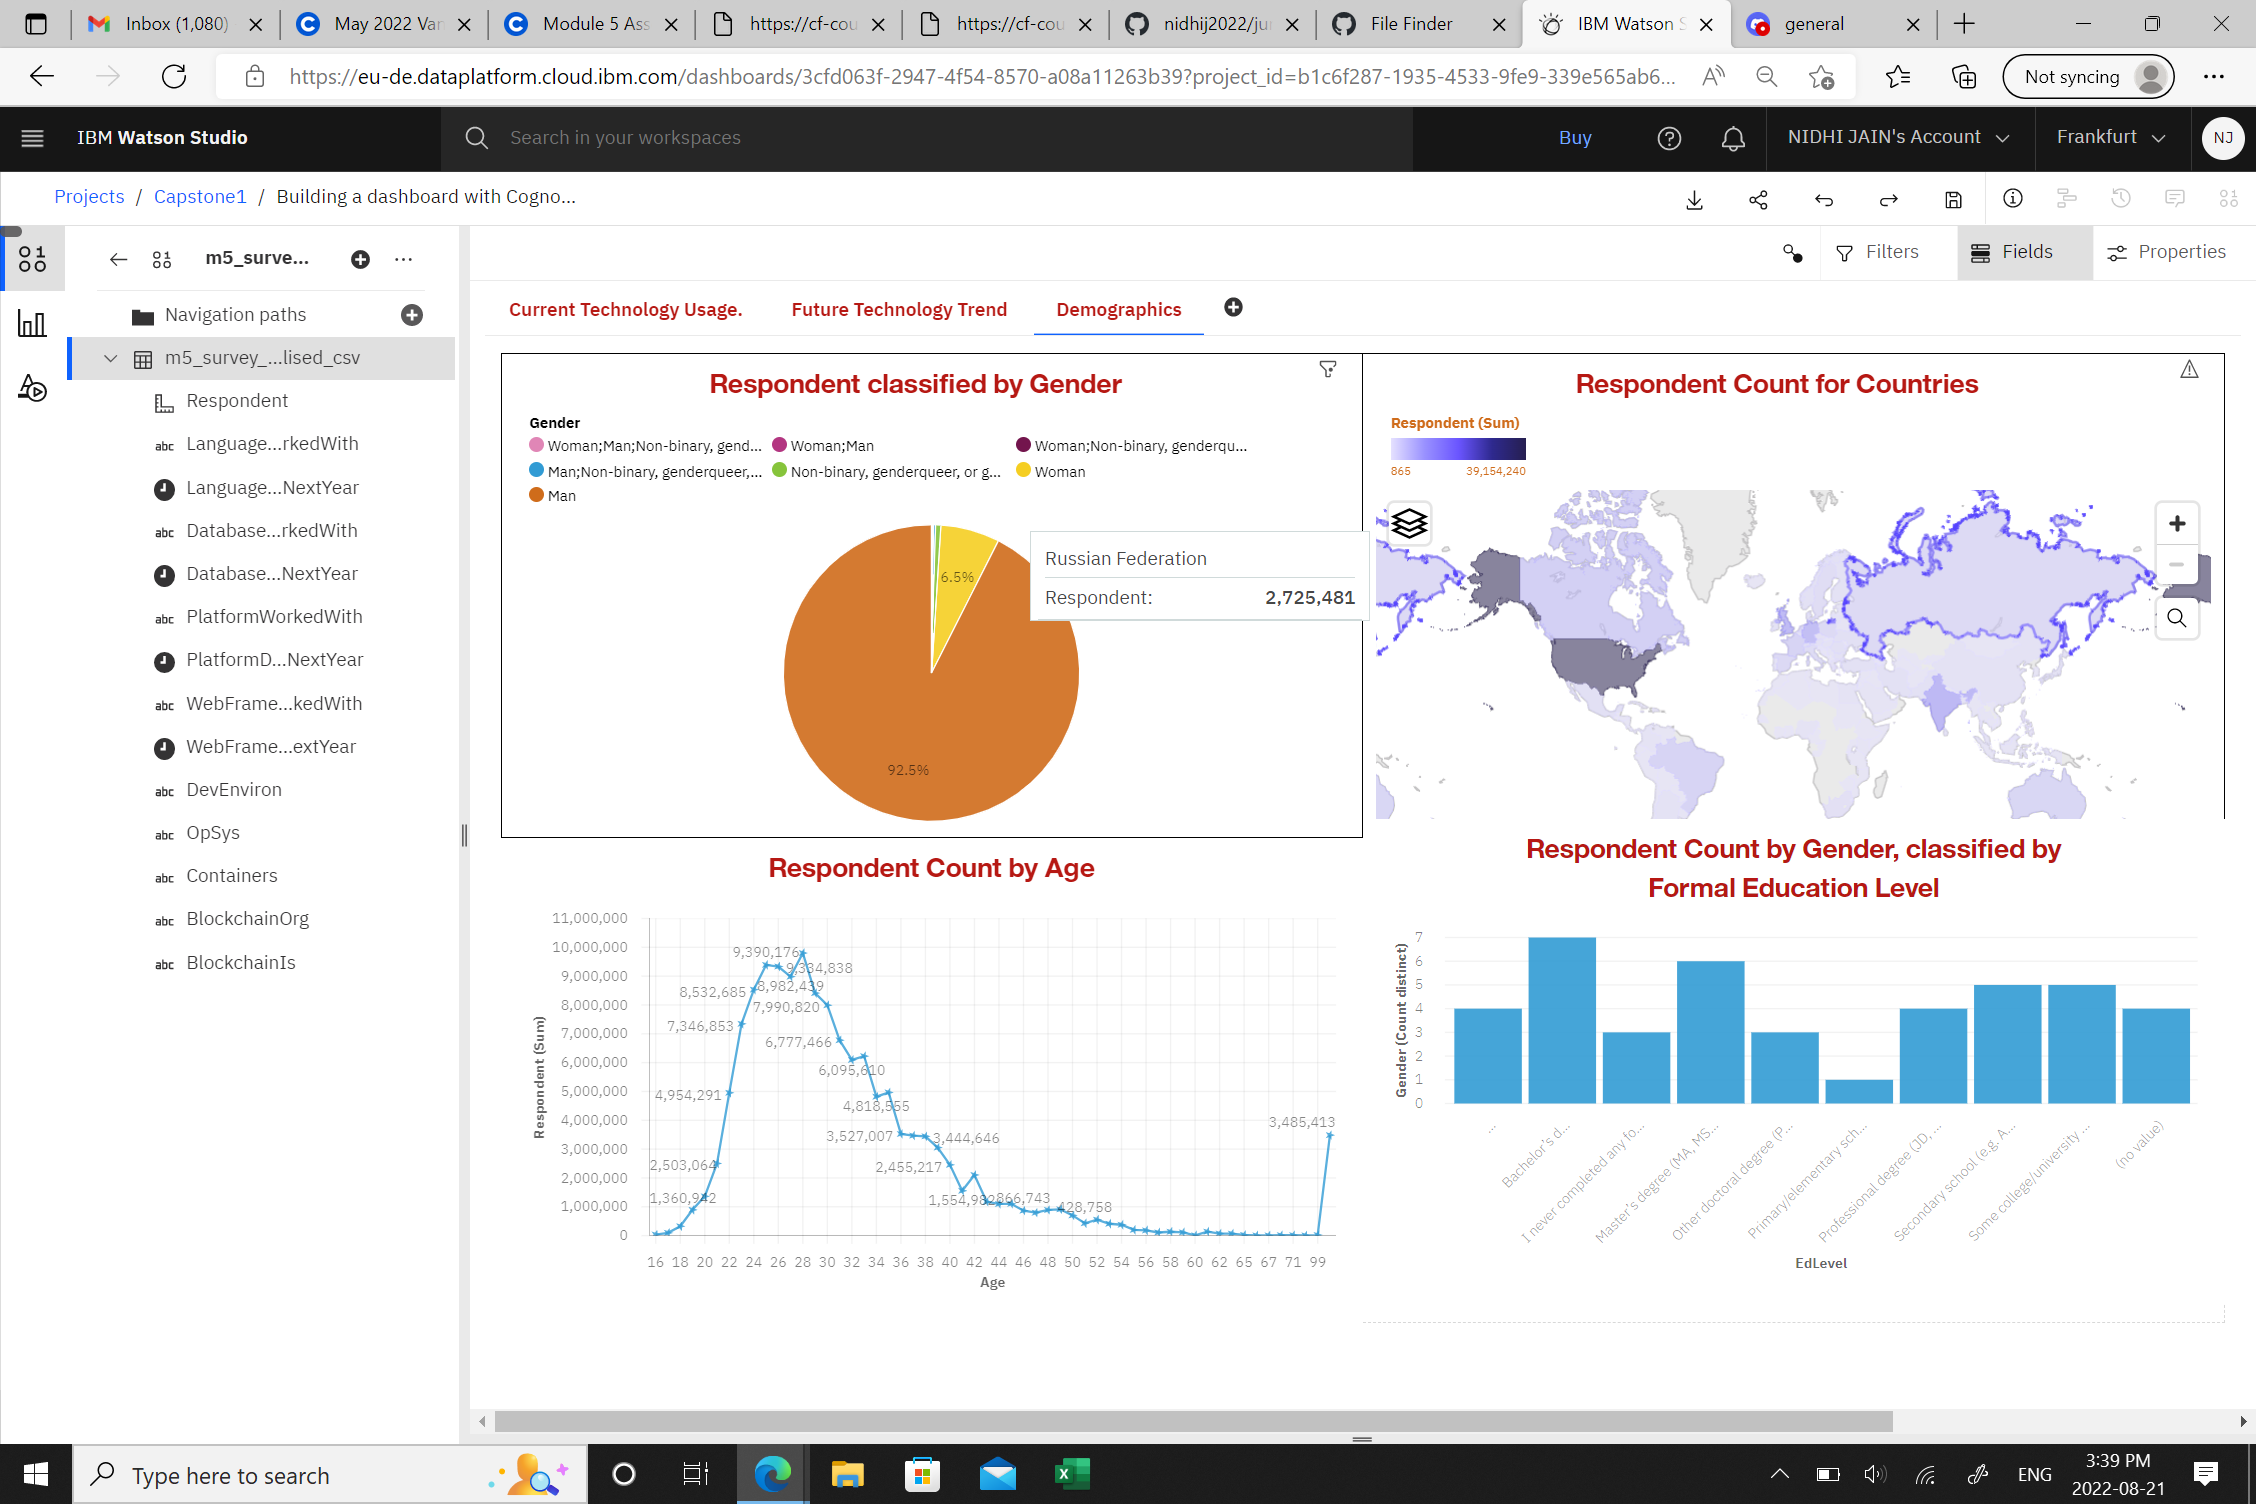 Inbox (1,080)
May 2022 Van
Module 5 Ass
https://cf-cou
https://cf-cou
nidhij2022/ju
File Finder
IBM Watson S
general
https://eu-de.dataplatform.cloud.ibm.com/dashboards/3cfd063f-2947-4f54-8570-a08a11263b39?project_id=b1c6f287-1935-4533-9fe9-339e565ab6...
Not syncing
IBM Watson Studio
Search in your workspaces
Buy
NIDHI JAIN's Account
Frankfurt
NJ
Projects / Capstone1 / Building a dashboard with Cogno...
m5_surve...
Filters
Fields
Properties
Navigation paths
m5_survey_...lised_csv
Respondent
abc Language...rkedWith
Language...NextYear
abc Database...rkedWith
Database...NextYear
abc PlatformWorkedWith
PlatformD...NextYear
abc WebFrame...kedWith
WebFrame...extYear
abc DevEnviron
abc OpSys
abc Containers
abc BlockchainOrg
abc BlockchainIs
Current Technology Usage.
Future Technology Trend
Demographics
Respondent classified by Gender
Gender
Woman;Man;Non-binary, gend...
Woman;Man
Woman;Non-binary, genderqu...
Man;Non-binary, genderqueer,...
Non-binary, genderqueer, or g...
Woman
Man
6.5%
92.5%
Russian Federation
Respondent: 2,725,481
Respondent Count for Countries
Respondent (Sum)
865 39,154,240
Respondent Count by Age
Respondent (Sum)
11,000,000
10,000,000
9,000,000
8,000,000
7,000,000
6,000,000
5,000,000
4,000,000
3,000,000
2,000,000
1,000,000
0
9,390,176
9,334,838
8,982,439
8,532,685
7,990,820
7,346,853
6,777,466
6,095,610
4,954,291
4,818,555
3,527,007
3,444,646
3,485,413
2,503,064
2,455,217
1,360,942
1,554,982
866,743
428,758
16 18 20 22 24 26 28 30 32 34 36 38 40 42 44 46 48 50 52 54 56 58 60 62 65 67 71 99
Age
Respondent Count by Gender, classified by
Formal Education Level
Gender (Count distinct)
7
6
5
4
3
2
1
0
...
Bachelor's d...
I never completed any fo...
Master's degree (MA, MS...
Other doctoral degree (P...
Primary/elementary sch...
Professional degree (JD, ...
Secondary school (e.g. A...
Some college/university ...
(no value)
EdLevel
Type here to search
ENG
3:39 PM
2022-08-21